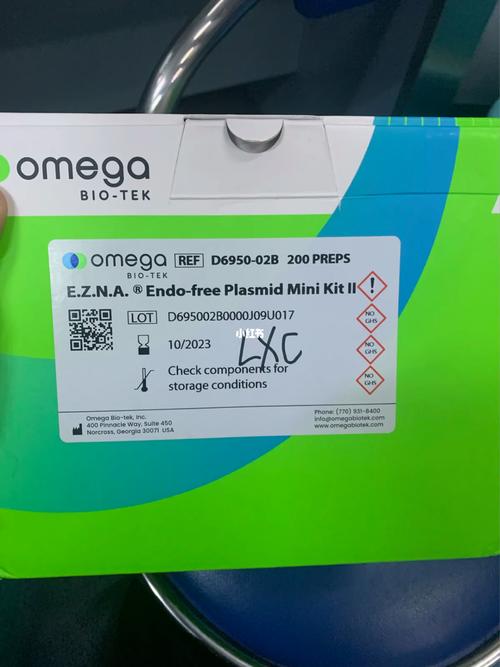 omega
BIO-TEK
omega
BIO-TEK
REF D6950-02B 200 PREPS
E.Z.N.A. ® Endo-free Plasmid Mini Kit II
!
LOT D695002B0000J09U017
NO
GHS
小红书
10/2023
LXC
NO
GHS
Check components for
storage conditions
NO
GHS
Omega Bio-tek, Inc.
400 Pinnacle Way, Suite 450
Norcross, Georgia 30071 USA
Phone: (770) 931-8400
info@omegabiotek.com
www.omegabiotek.com